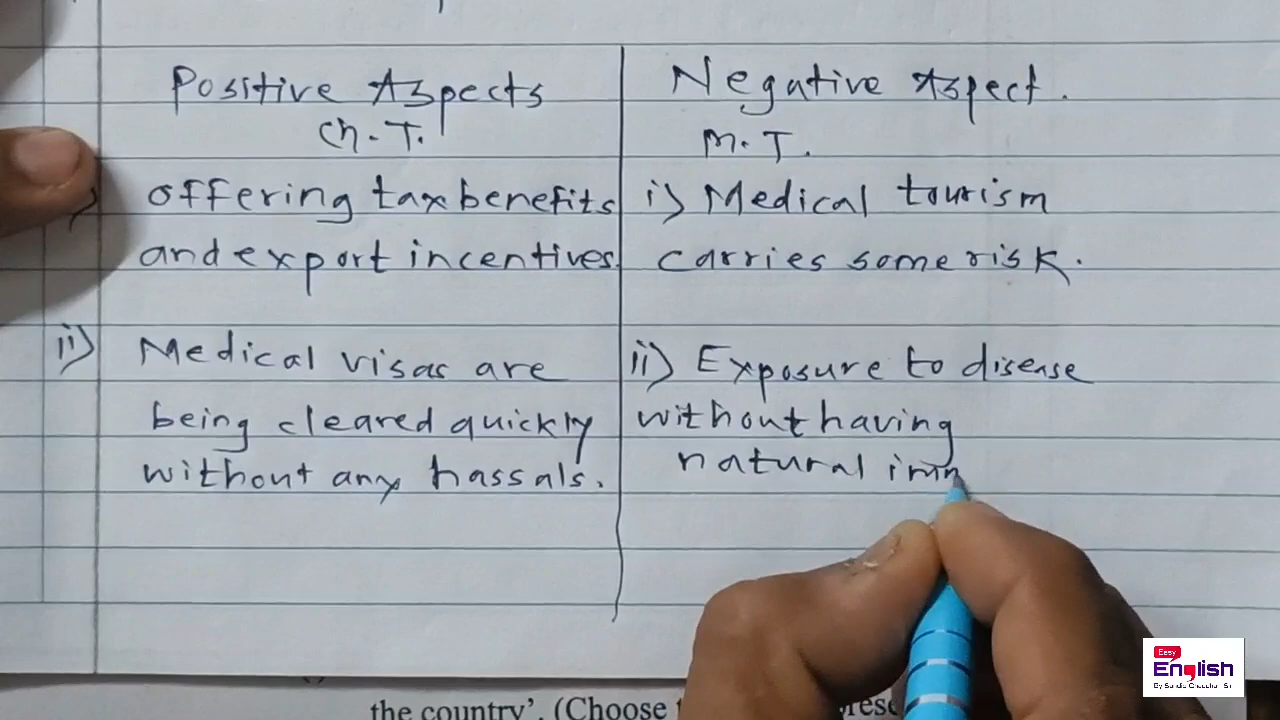 Positive Aspects
M.T.
offering tax benefits
and export incentives
ii) Medical visas are
being cleared quickly
without any hassals.
Negative Aspect.
M.T.
i) Medical tourism
carries some risk.
ii) Exposure to disease
without having
natural imm
the country’. (Choose
Easy
English